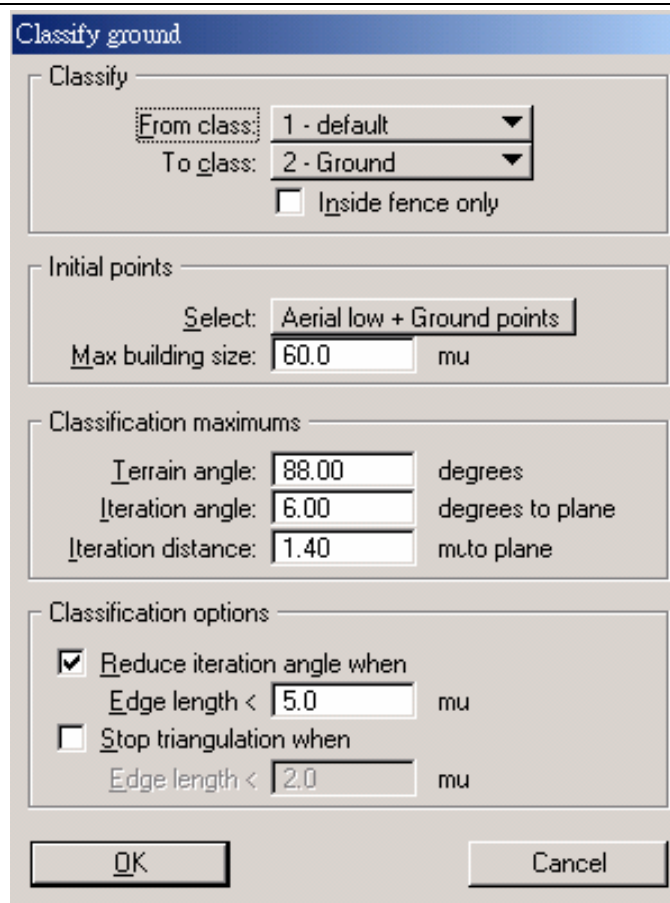 Classify ground
Classify
From class: 1 - default
To class: 2 - Ground
Inside fence only
Initial points
Select: Aerial low + Ground points
Max building size: 60.0 mu
Classification maximums
Terrain angle: 88.00 degrees
Iteration angle: 6.00 degrees to plane
Iteration distance: 1.40 muto plane
Classification options
Reduce iteration angle when
Edge length < 5.0 mu
Stop triangulation when
Edge length < 2.0 mu
OK Cancel